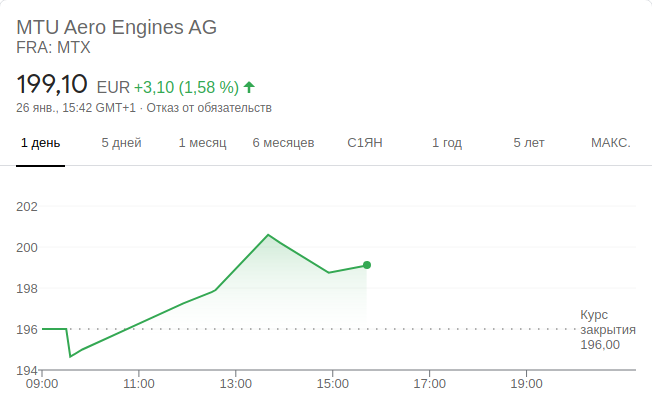 MTU Aero Engines AG
FRA: MTX
199,10 EUR +3,10 (1,58 %)
26 янв., 15:42 GMT+1 · Отказ от обязательств
1 день 5 дней 1 месяц 6 месяцев С1ЯН 1 год 5 лет МАКС.
202
200
198
196
194
Курс
закрытия
196,00
09:00 11:00 13:00 15:00 17:00 19:00